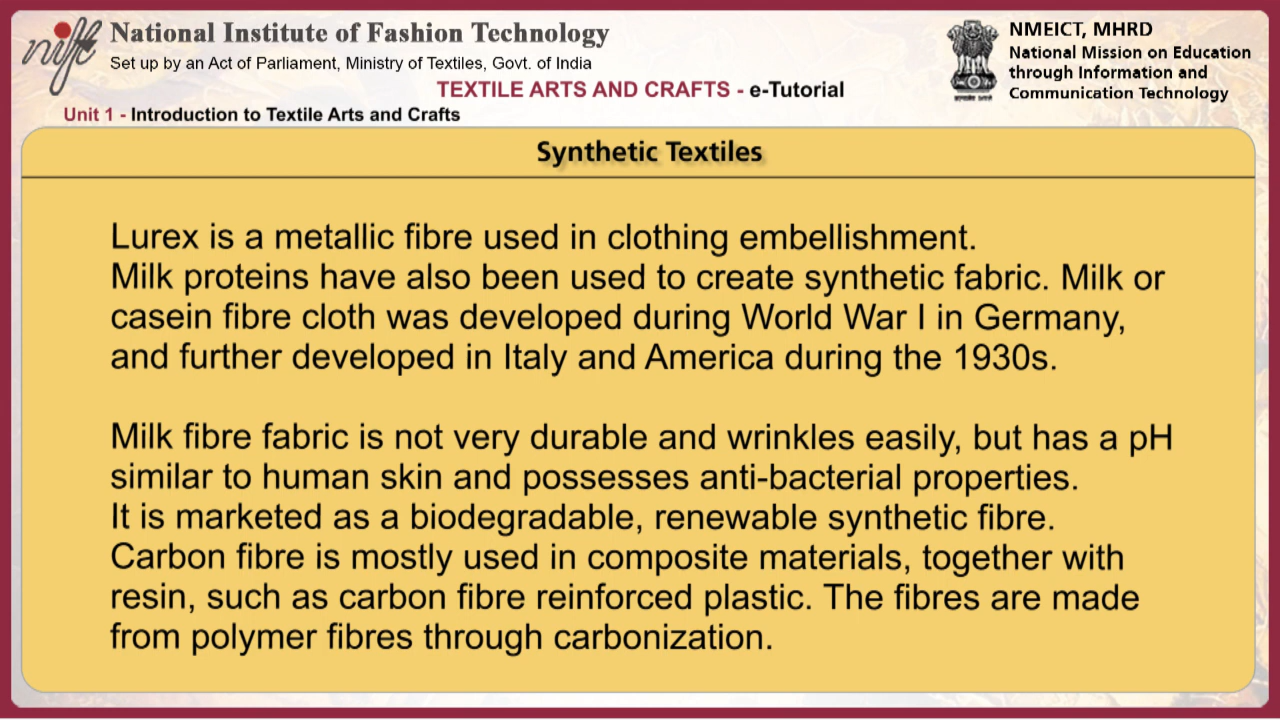 nift
National Institute of Fashion Technology
Set up by an Act of Parliament, Ministry of Textiles, Govt. of India
NMEICT, MHRD
National Mission on Education
through Information and
Communication Technology
TEXTILE ARTS AND CRAFTS - e-Tutorial
Unit 1 - Introduction to Textile Arts and Crafts
Synthetic Textiles
Lurex is a metallic fibre used in clothing embellishment.
Milk proteins have also been used to create synthetic fabric. Milk or
casein fibre cloth was developed during World War I in Germany,
and further developed in Italy and America during the 1930s.
Milk fibre fabric is not very durable and wrinkles easily, but has a pH
similar to human skin and possesses anti-bacterial properties.
It is marketed as a biodegradable, renewable synthetic fibre.
Carbon fibre is mostly used in composite materials, together with
resin, such as carbon fibre reinforced plastic. The fibres are made
from polymer fibres through carbonization.